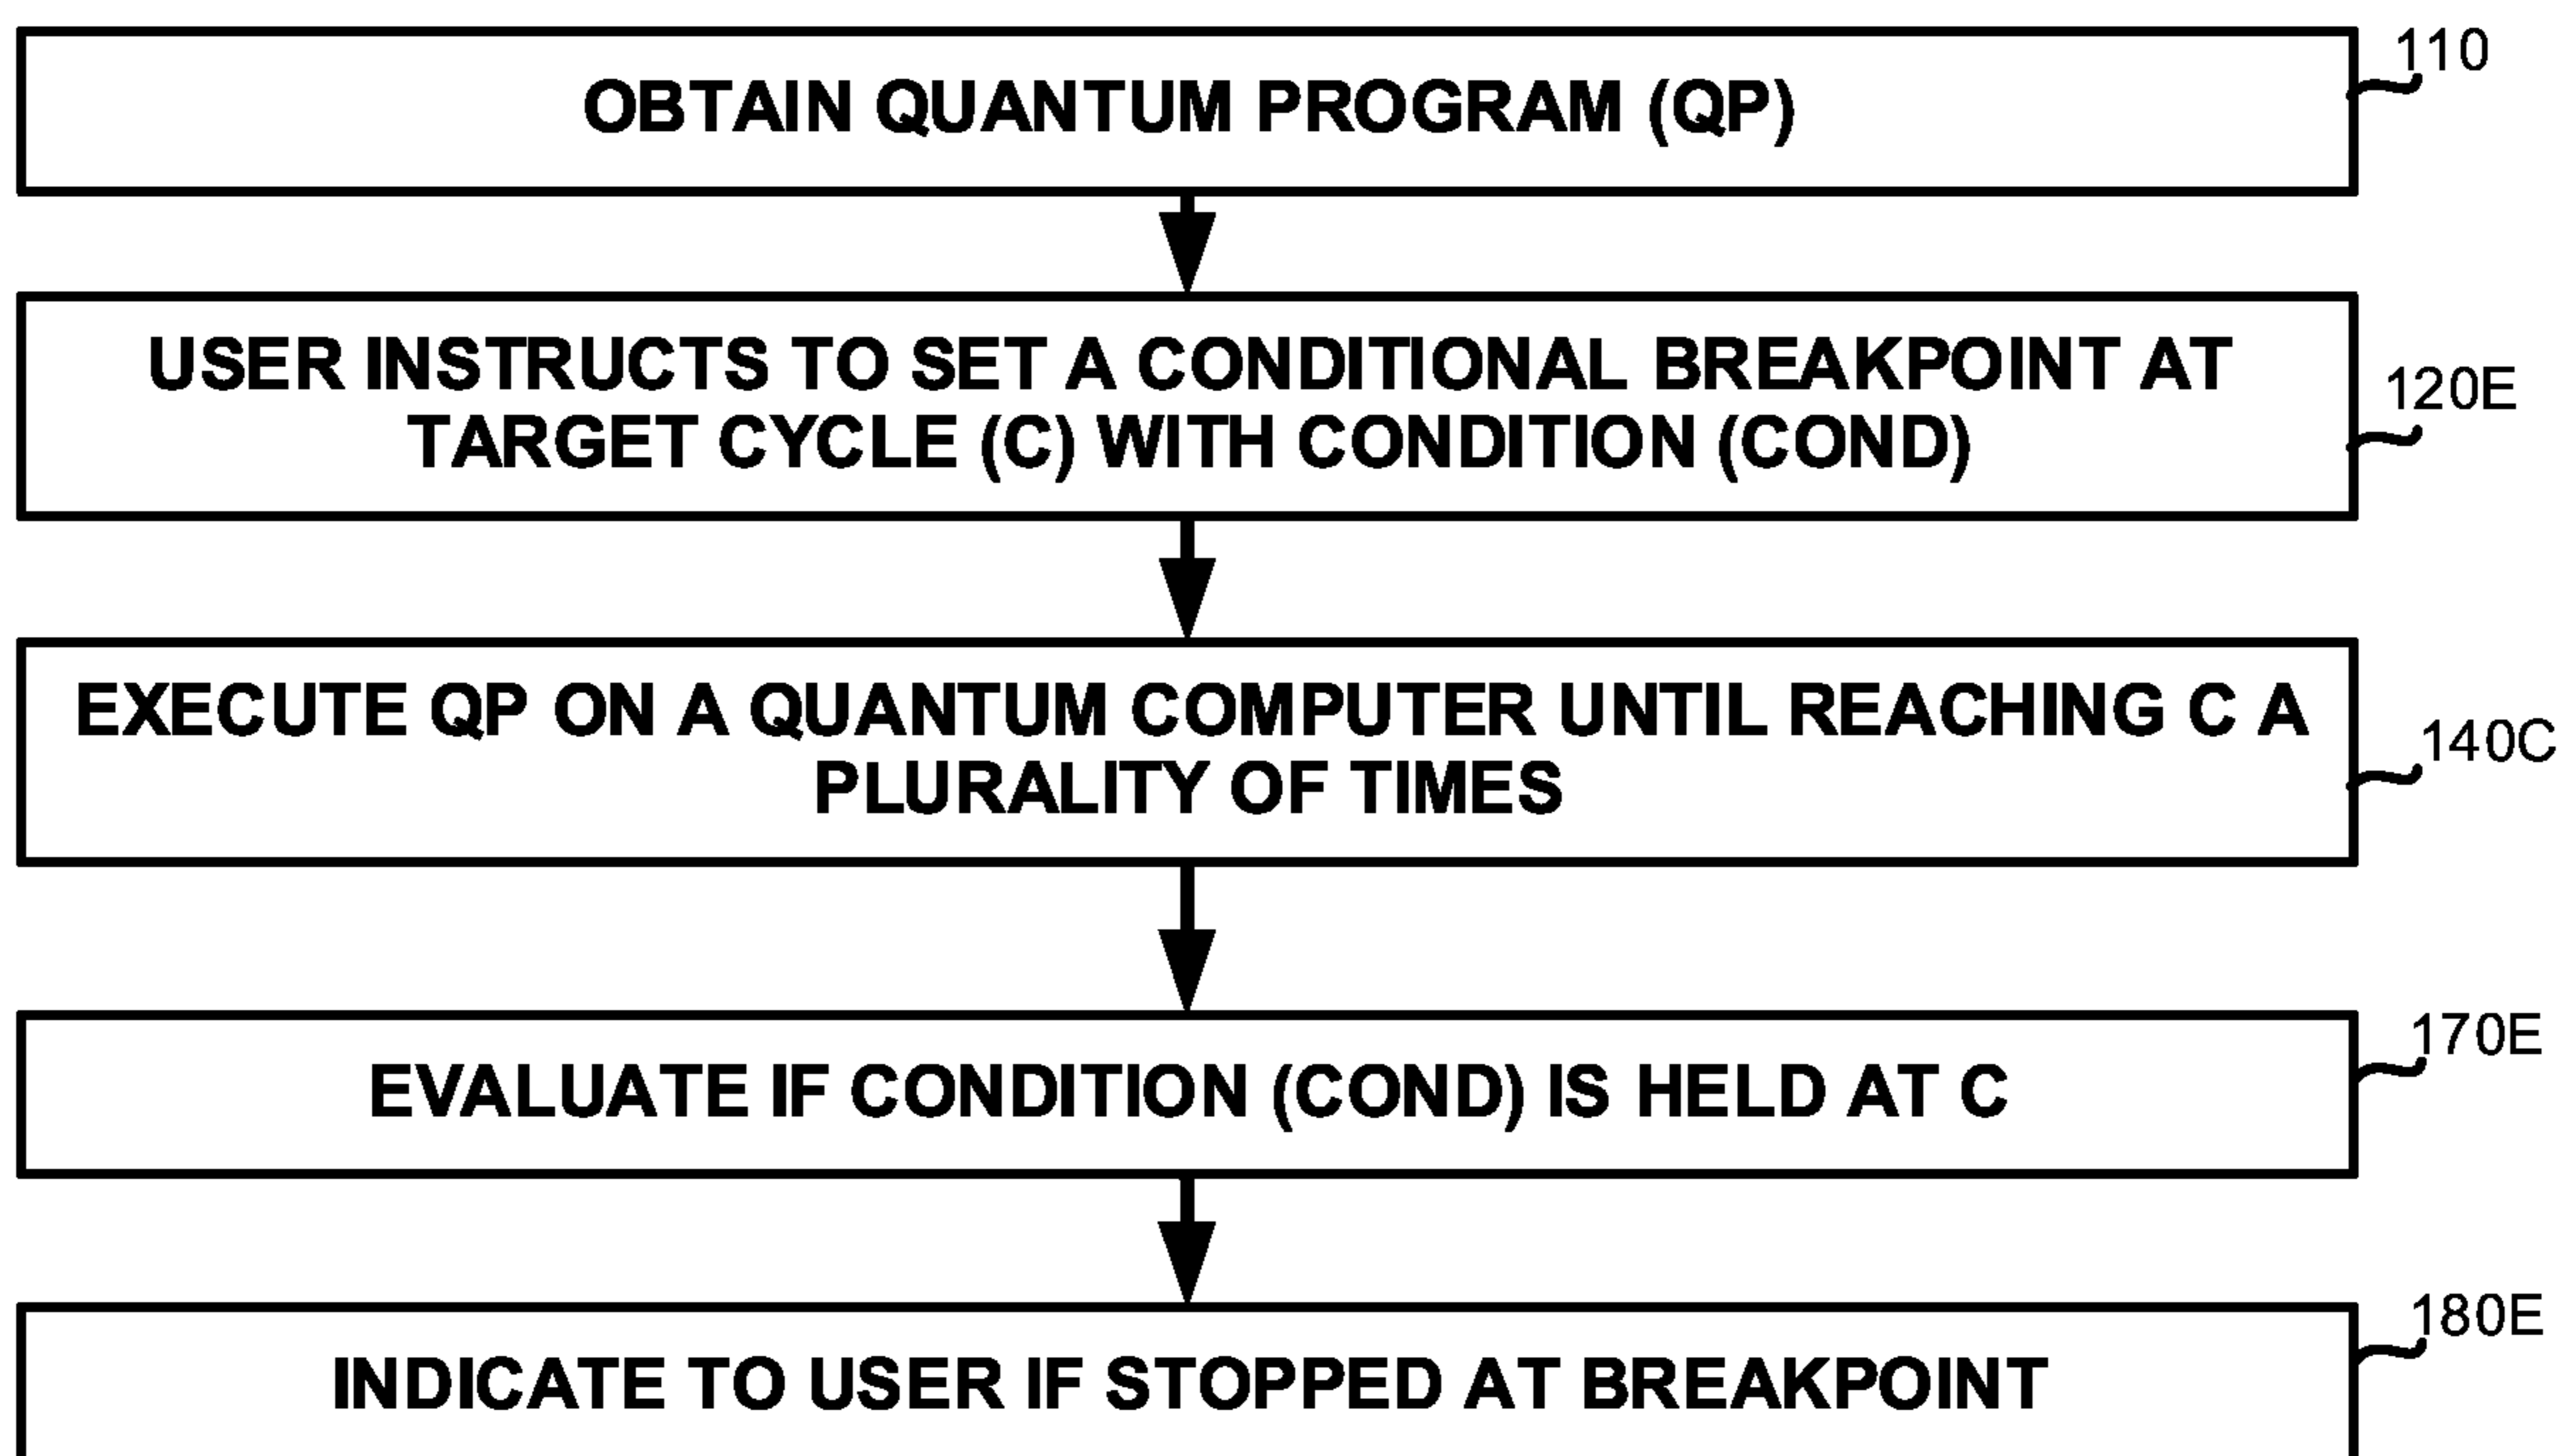 110
OBTAIN QUANTUM PROGRAM (QP)
USER INSTRUCTS TO SET A CONDITIONAL BREAKPOINT AT
TARGET CYCLE (C) WITH CONDITION (COND)
120E
EXECUTE QP ON A QUANTUM COMPUTER UNTIL REACHING C A
PLURALITY OF TIMES
140C
EVALUATE IF CONDITION (COND) IS HELD AT C
170E
INDICATE TO USER IF STOPPED AT BREAKPOINT
180E